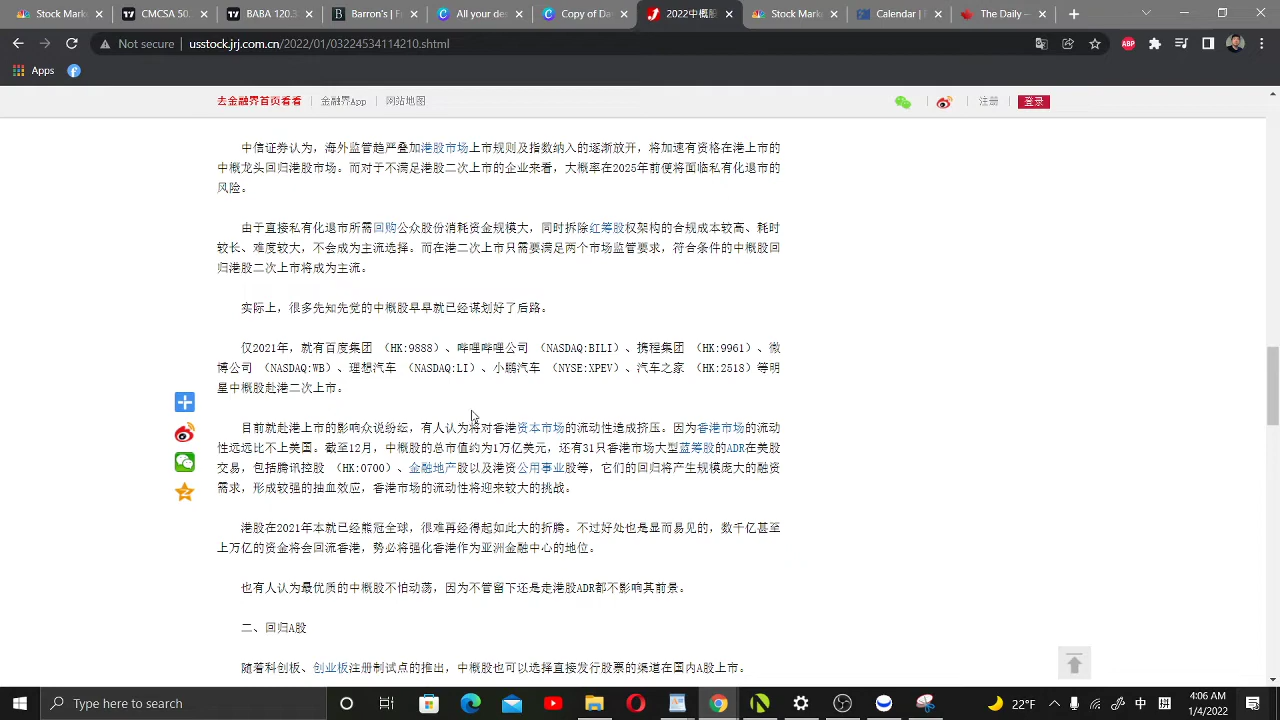 Stock Mark
CMCSA 50.
BABA 120.3
Barron's | F
All your des
Copy of Da
2022中概股
Stock Mark
Calendar | F
The Daily –
Not secure
usstock.jrj.com.cn/2022/01/03224534114210.shtml
ABP
Apps
去金融界首页看看 | 金融界App | 网站地图
注册 登录
中信证券认为，海外监管趋严叠加港股市场上市规则及指数纳入的逐渐放开，将加速有资格在港上市的
中概龙头回归港股市场。而对于不满足港股二次上市的企业来看，大概率在2025年前便将面临私有化退市的
风险。
由于直接私有化退市所需回购公众股份消耗资金规模大，同时拆除红筹股权架构的合规成本较高、耗时
较长、难度较大，不会成为主流选择。而在港二次上市只需要满足两个市场监管要求，符合条件的中概股回
归港股二次上市将成为主流。
实际上，很多先知先觉的中概股早早就已经谋划好了后路。
仅2021年，就有百度集团 （HK:9888）、哔哩哔哩公司 （NASDAQ:BILI）、携程集团 （HK:9961）、微
博公司 （NASDAQ:WB）、理想汽车 （NASDAQ:LI）、小鹏汽车 （NYSE:XPEV）、汽车之家 （HK:2518）等明
星中概股赴港二次上市。
目前就赴港上市的影响众说纷纭，有人认为将对香港资本市场的流动性造成挤压。因为香港市场的流动
性远远比不上美国。截至12月，中概股的总市值约为1万亿美元，还有31只香港市场大型蓝筹股的ADR在美股
交易，包括腾讯控股 （HK:0700）、金融地产股以及港资公用事业股等，它们的回归将产生规模庞大的融资
需求，形成较强的抽血效应，香港市场的流动性将迎来较大的挑战。
港股在2021年本就已经熊冠全球，很难再经得起如此大的折腾。不过好处也是显而易见的，数千亿甚至
上万亿的资金将会回流香港，势必将强化香港作为亚洲金融中心的地位。
也有人认为最优质的中概股不怕动荡，因为不管留下还是走港股ADR都不影响其前景。
二、回归A股
随着科创板、创业板注册制试点的推出，中概股也可以选择直接发行股票的渠道在国内A股上市。
Type here to search
22°F
中
4:06 AM
1/4/2022